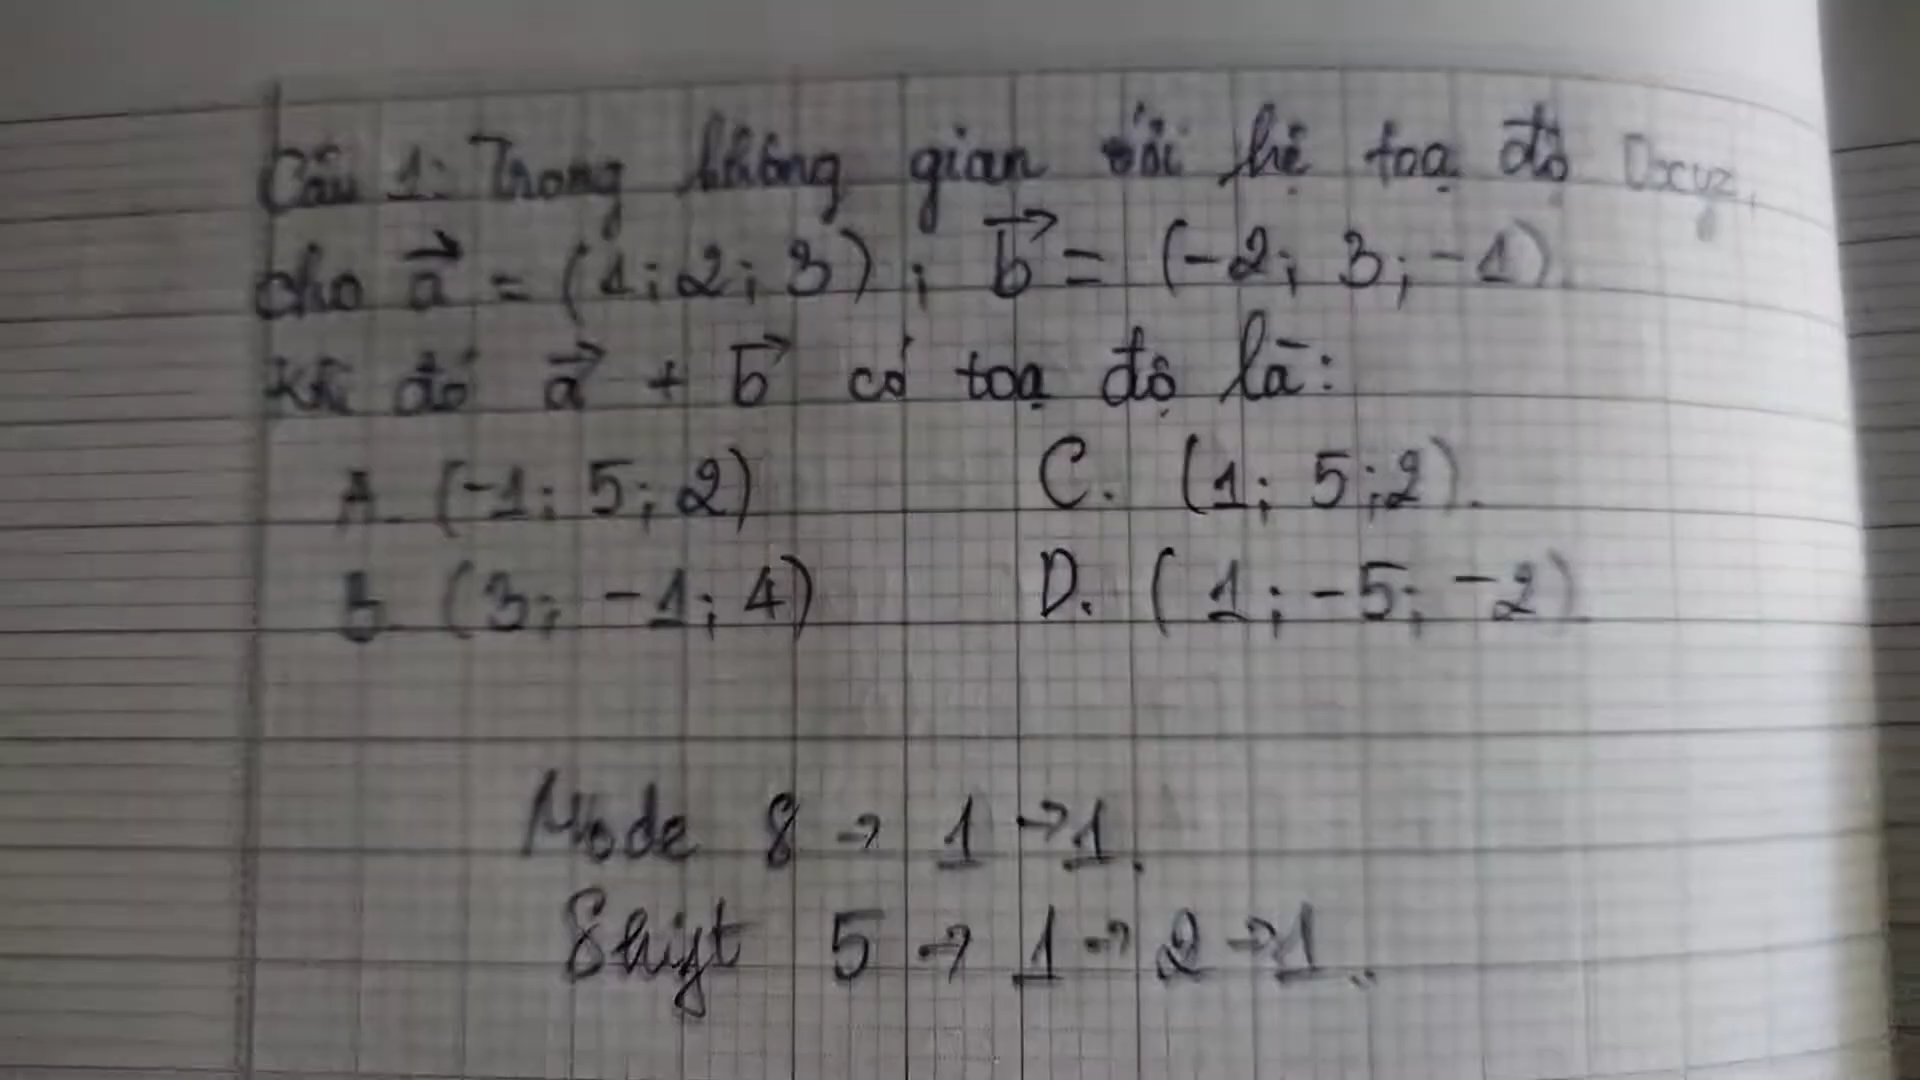 Câu 1: Trong không gian với hệ toạ độ Oxyz,
cho a⃗ = (1; 2; 3) ; b⃗ = (-2; 3; -1).
Khi đó a⃗ + b⃗ có toạ độ là:
A. (-1; 5; 2) C. (1; 5; 2).
B. (3; -1; 4) D. (1; -5; -2)
Mode 8 → 1 → 1.
Shift 5 → 1 → 2 → 1..